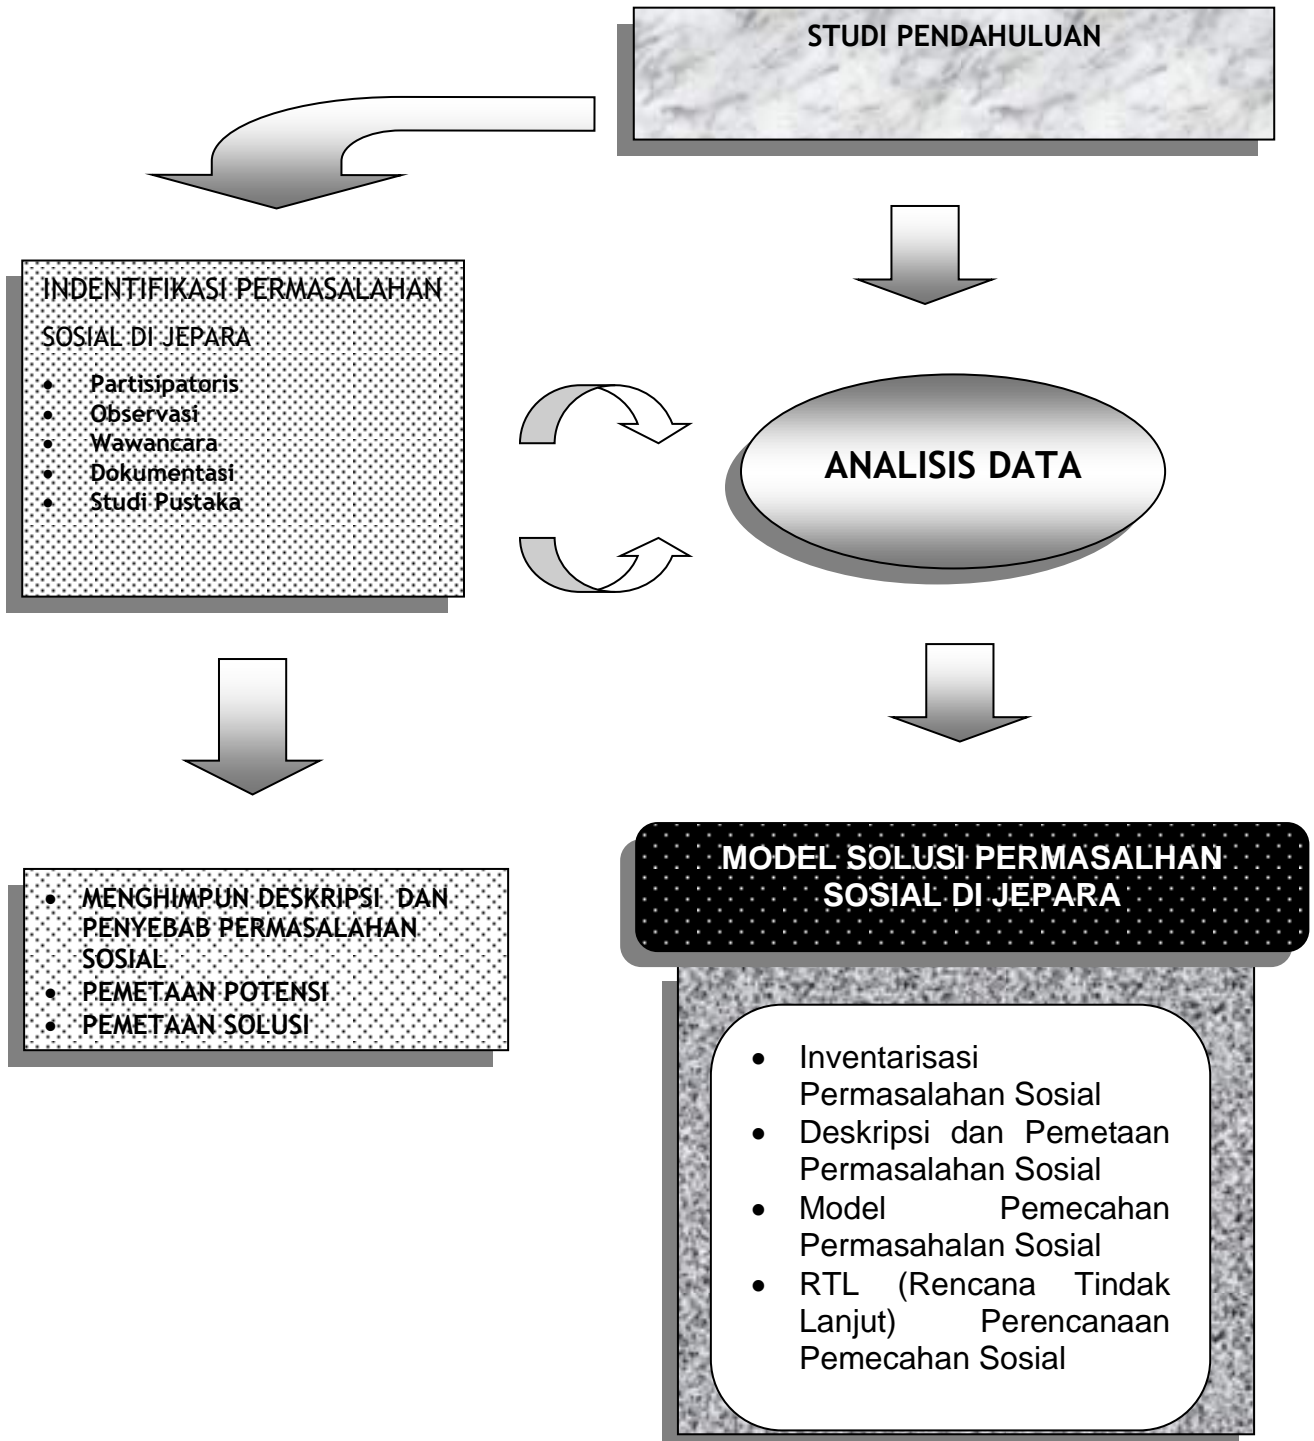 STUDI PENDAHULUAN
INDENTIFIKASI PERMASALAHAN
SOSIAL DI JEPARA
• Partisipatoris
• Observasi
• Wawancara
• Dokumentasi
• Studi Pustaka
ANALISIS DATA
• MENGHIMPUN DESKRIPSI DAN
PENYEBAB PERMASALAHAN
SOSIAL
• PEMETAAN POTENSI
• PEMETAAN SOLUSI
MODEL SOLUSI PERMASALHAN
SOSIAL DI JEPARA
• Inventarisasi
Permasalahan Sosial
• Deskripsi dan Pemetaan
Permasalahan Sosial
• Model Pemecahan
Permasahalan Sosial
• RTL (Rencana Tindak
Lanjut) Perencanaan
Pemecahan Sosial